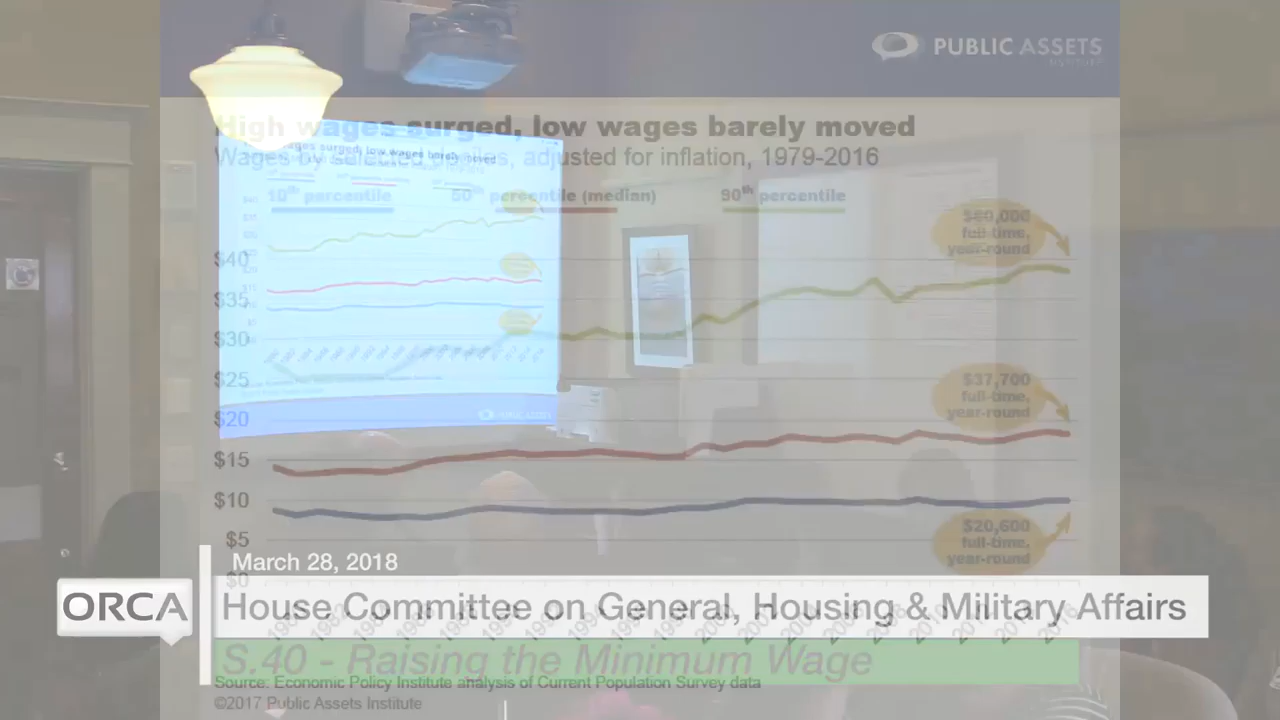 PUBLIC ASSETS
INSTITUTE
High wages surged, low wages barely moved
Wages by selected deciles, adjusted for inflation, 1979-2016
10th percentile
50th percentile (median)
90th percentile
$60,000
full-time,
year-round
$40
$35
$30
$25
$37,700
full-time,
year-round
$20
$15
$10
$20,600
full-time,
year-round
$5
$0
March 28, 2018
ORCA
House Committee on General, Housing & Military Affairs
S.40 - Raising the Minimum Wage
Source: Economic Policy Institute analysis of Current Population Survey data
©2017 Public Assets Institute